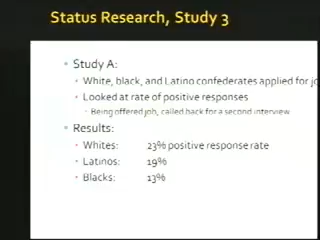 Status Research, Study 3
Study A:
White, black, and Latino confederates applied for jo
Looked at rate of positive responses
Being offered job, called back for a second interview
Results:
Whites: 23% positive response rate
Latinos: 19%
Blacks: 13%